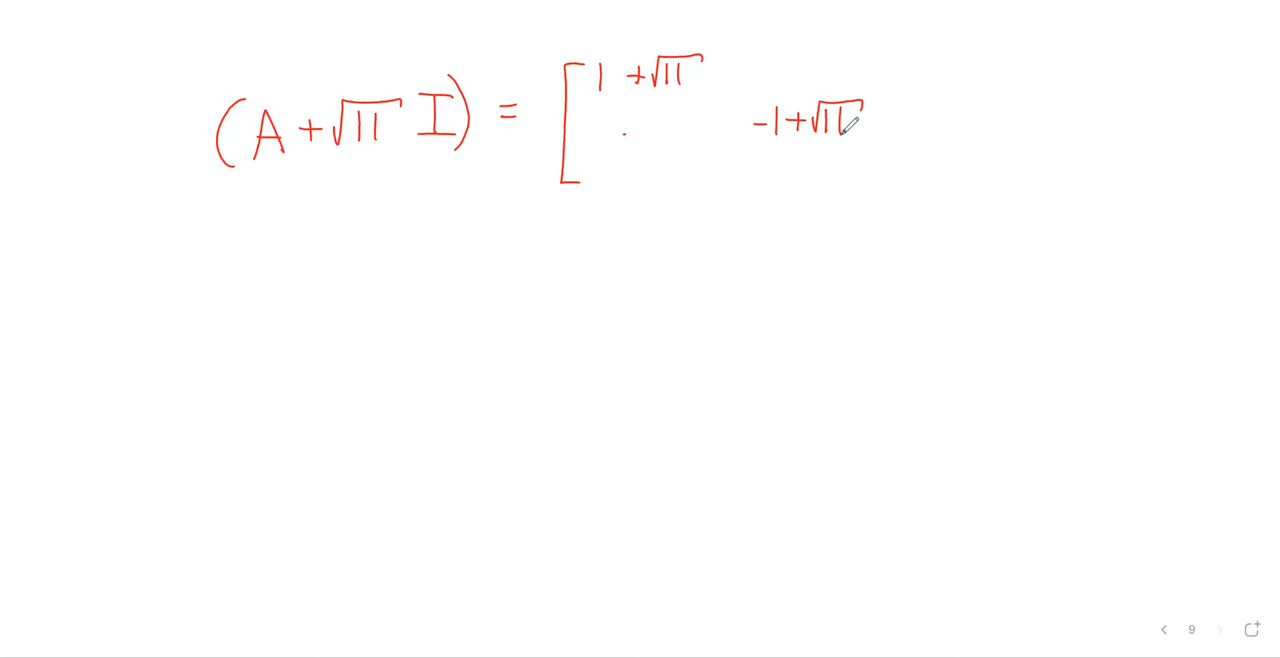 (A + √11 I) = [ 1 + √11
. -1 + √11
9